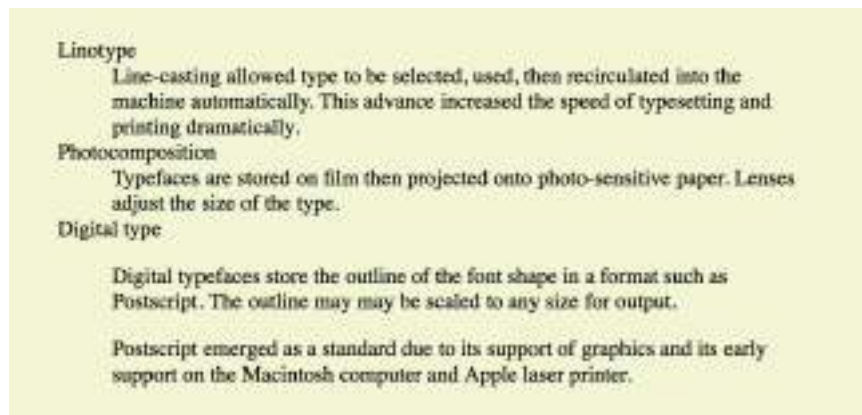 Linotype
Line-casting allowed type to be selected, used, then recirculated into the
machine automatically. This advance increased the speed of typesetting and
printing dramatically.
Photocomposition
Typefaces are stored on film then projected onto photo-sensitive paper. Lenses
adjust the size of the type.
Digital type
Digital typefaces store the outline of the font shape in a format such as
Postscript. The outline may may be scaled to any size for output.
Postscript emerged as a standard due to its support of graphics and its early
support on the Macintosh computer and Apple laser printer.